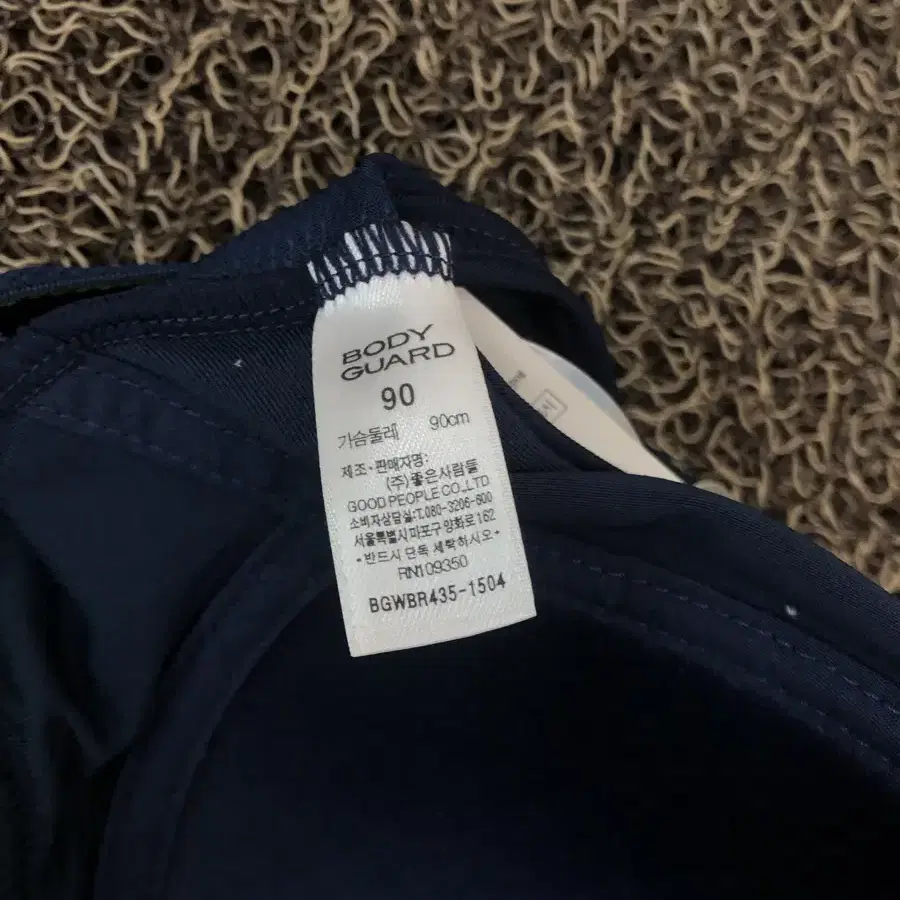 BODY
GUARD
90
가슴둘레 90cm
제조·판매자명:
(주)좋은사람들
GOOD PEOPLE CO.,LTD
소비자상담실:T.080-3206-600
서울특별시마포구양화로162
*반드시 단독 세탁하시오*
RN109350
BGWBR435-1504